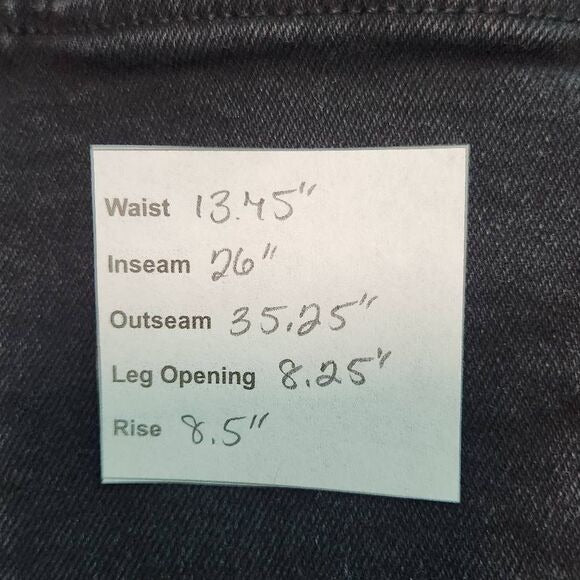 Waist 13.45"
Inseam 26"
Outseam 35.25"
Leg Opening 8.25"
Rise 8.5"